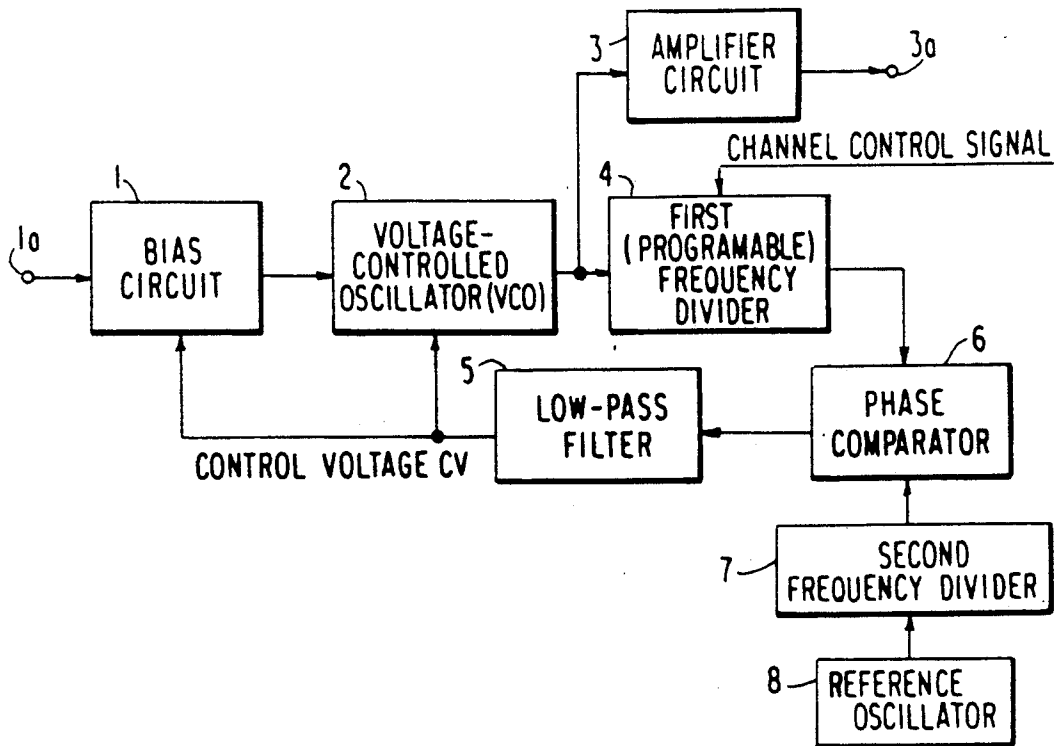 3
AMPLIFIER
CIRCUIT
3a
CHANNEL CONTROL SIGNAL
1
2
4
1a
BIAS
CIRCUIT
VOLTAGE-
CONTROLLED
OSCILLATOR(VCO)
FIRST
(PROGRAMABLE)
FREQUENCY
DIVIDER
5
6
LOW-PASS
FILTER
PHASE
COMPARATOR
CONTROL VOLTAGE CV
7
SECOND
FREQUENCY DIVIDER
8
REFERENCE
OSCILLATOR